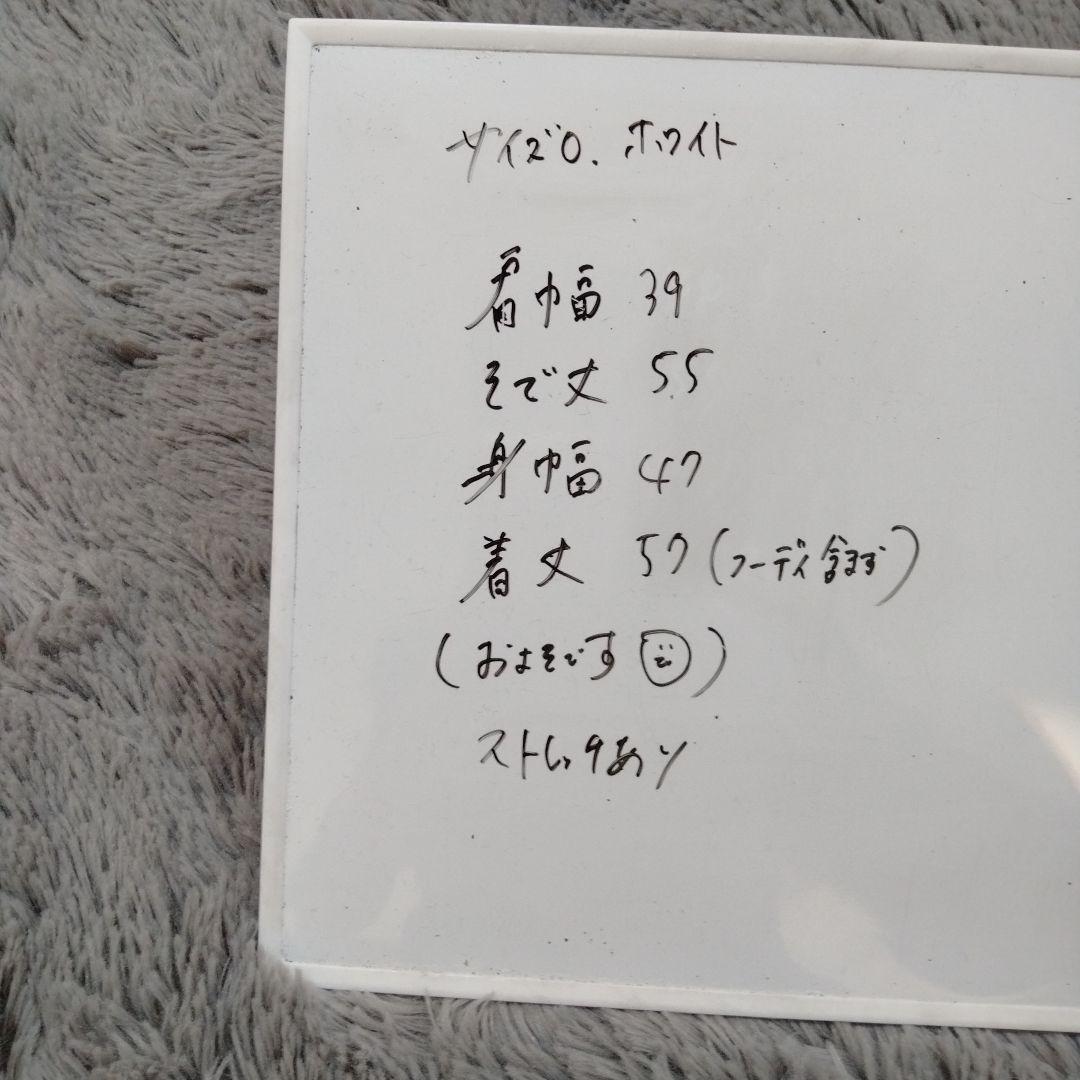 サイズ0. ホワイト
肩巾幅 39
そで丈 55
身巾幅 47
着丈 57(フーディ含まず)
(およそです)
ストレッチあり